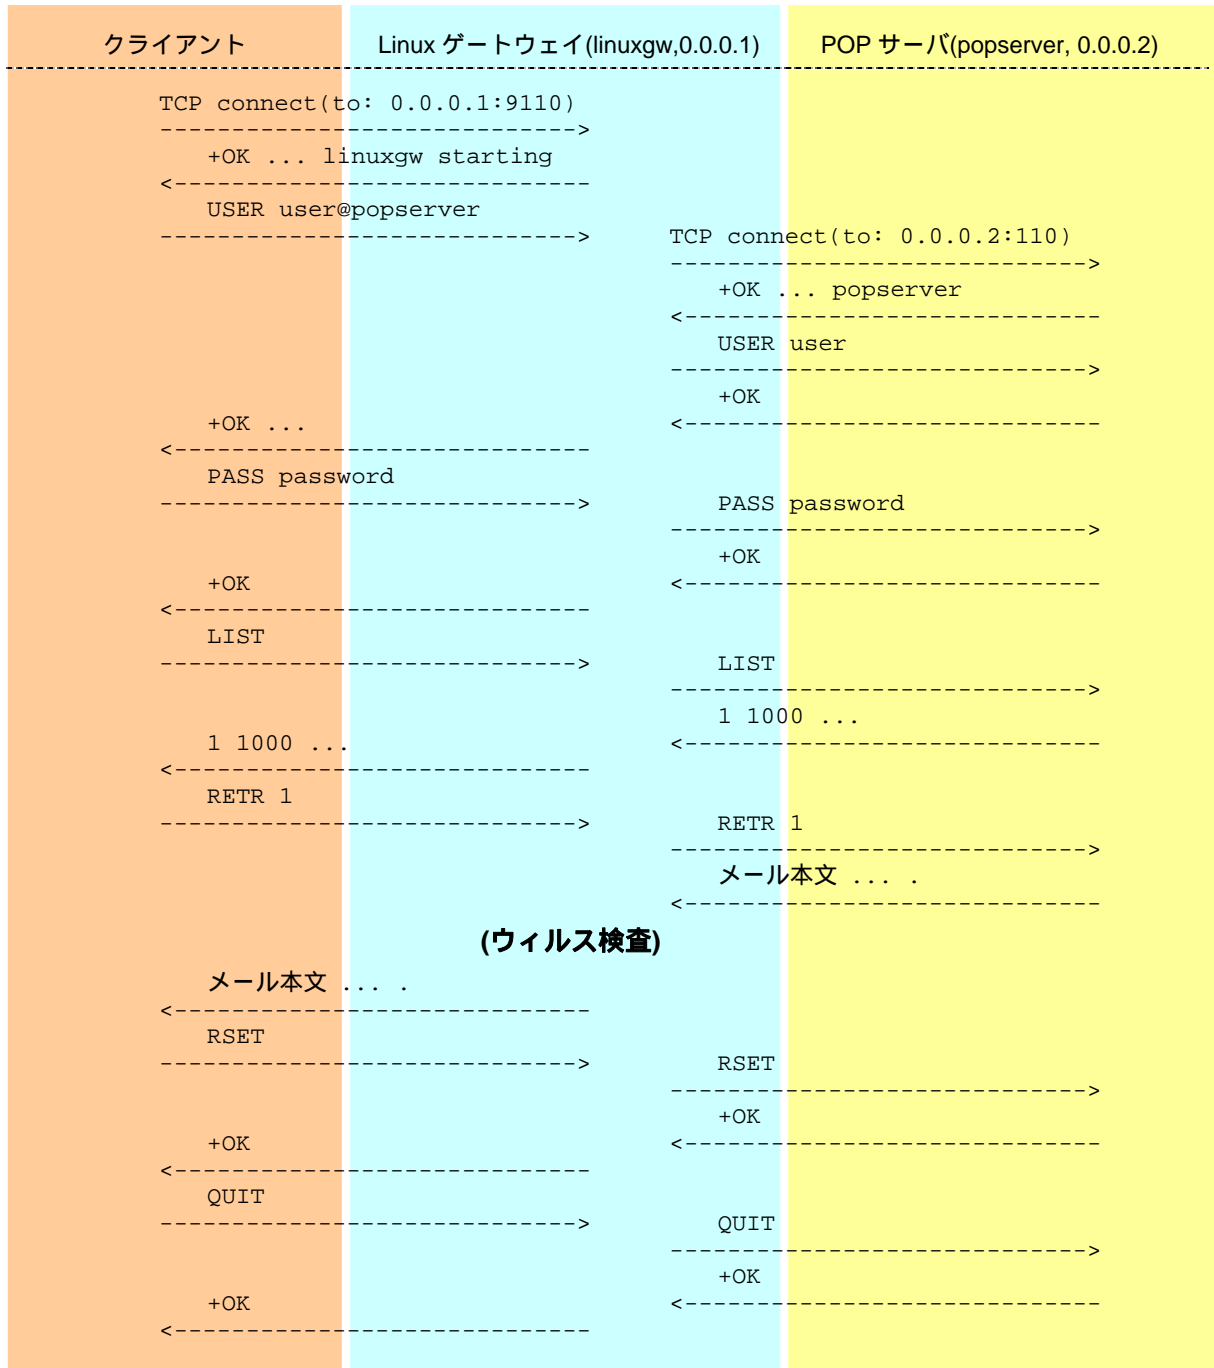 クライアント Linux ゲートウェイ(linuxgw,0.0.0.1) POP サーバ(popserver, 0.0.0.2)
TCP connect(to: 0.0.0.1:9110)
----------------------------->
+OK ... linuxgw starting
<-----------------------------
USER user@popserver
-----------------------------> TCP connect(to: 0.0.0.2:110)
----------------------------->
+OK ... popserver
<-----------------------------
USER user
----------------------------->
+OK
+OK ... <-----------------------------
<-----------------------------
PASS password
-----------------------------> PASS password
----------------------------->
+OK
+OK <-----------------------------
<-----------------------------
LIST
-----------------------------> LIST
----------------------------->
1 1000 ...
1 1000 ... <-----------------------------
<-----------------------------
RETR 1
-----------------------------> RETR 1
----------------------------->
メール本文 ... .
<-----------------------------
(ウィルス検査)
メール本文 ... .
<-----------------------------
RSET
-----------------------------> RSET
----------------------------->
+OK
+OK <-----------------------------
<-----------------------------
QUIT
-----------------------------> QUIT
----------------------------->
+OK
+OK <-----------------------------
<-----------------------------